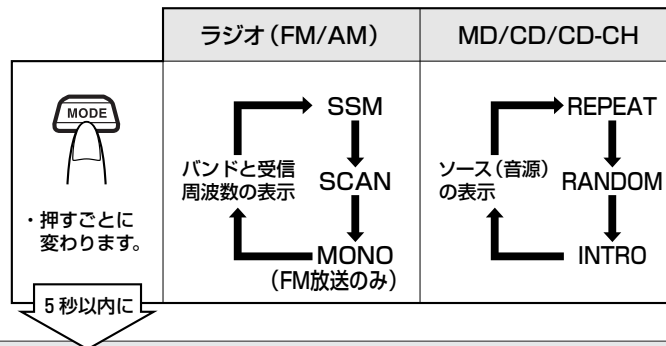 ラジオ（FM/AM）
MD/CD/CD-CH
MODE
・押すごとに
変わります。
5秒以内に
SSM
バンドと受信
周波数の表示
SCAN
MONO
（FM放送のみ）
REPEAT
ソース（音源）
の表示
RANDOM
INTRO